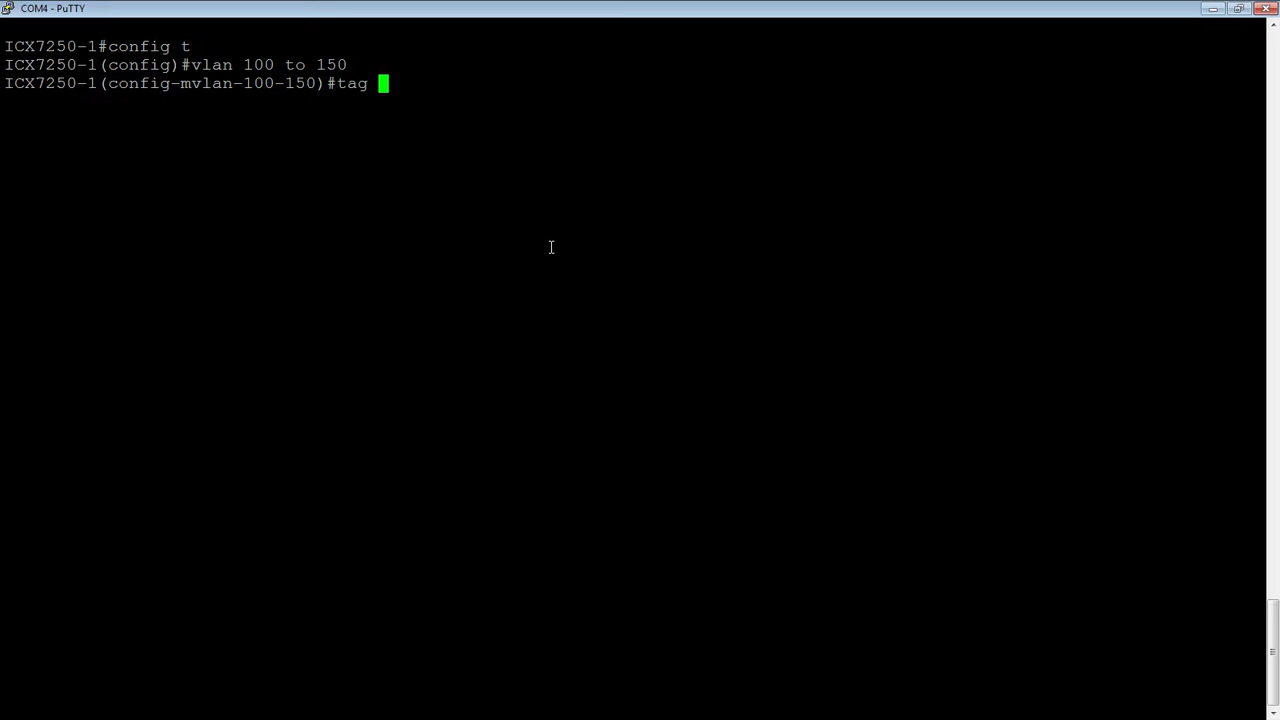 COM4 - PuTTY
ICX7250-1#config t
ICX7250-1(config)#vlan 100 to 150
ICX7250-1(config-mvlan-100-150)#tag